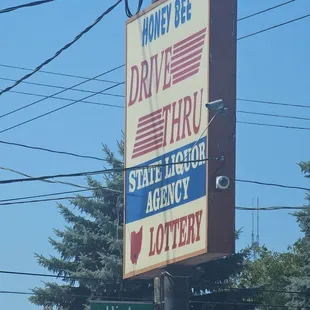 HONEY BEE
DRIVE
THRU
STATE LIQUOR
AGENCY
LOTTERY